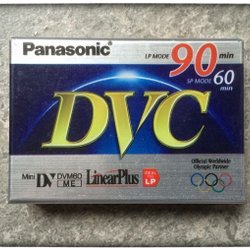 Panasonic
LP MODE 90 min
SP MODE 60 min
DVC
Mini DV DVM60 ME LinearPlus LP
Official Worldwide
Olympic Partner